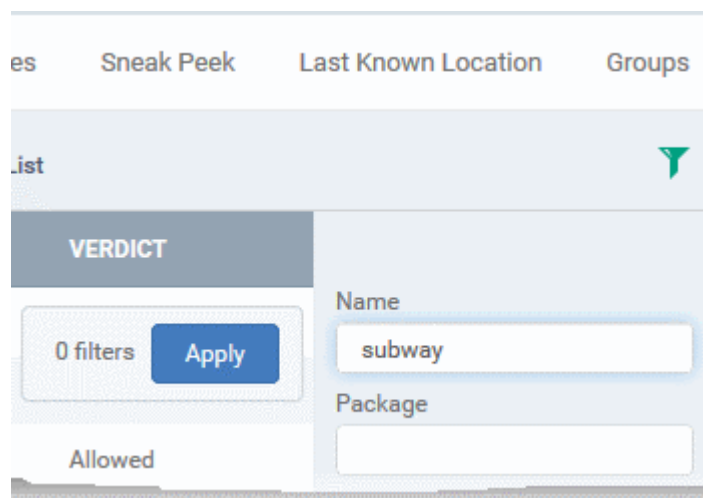 es Sneak Peek Last Known Location Groups
List
VERDICT
Name
0 filters Apply
subway
Package
Allowed